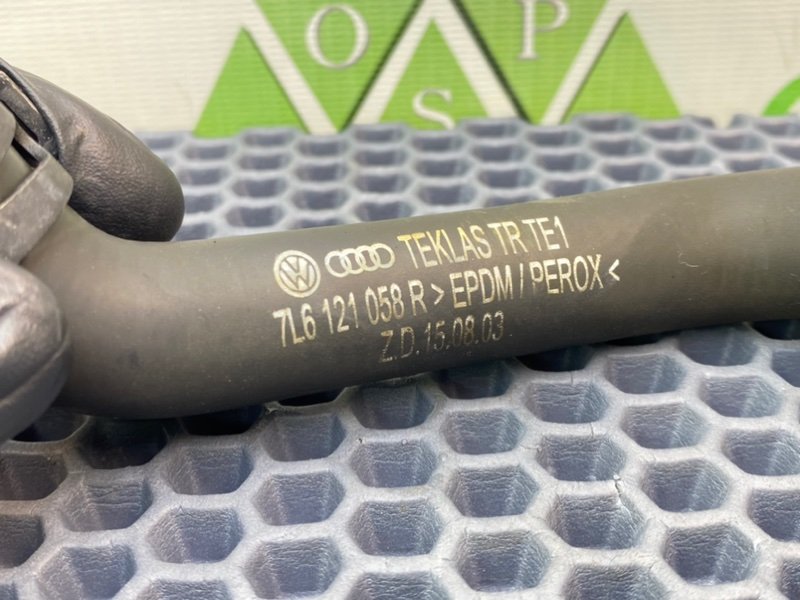 O P
S
TEKLAS TR TE1
7L6 121 058 R > EPDM / PEROX <
Z.D.15.08.03